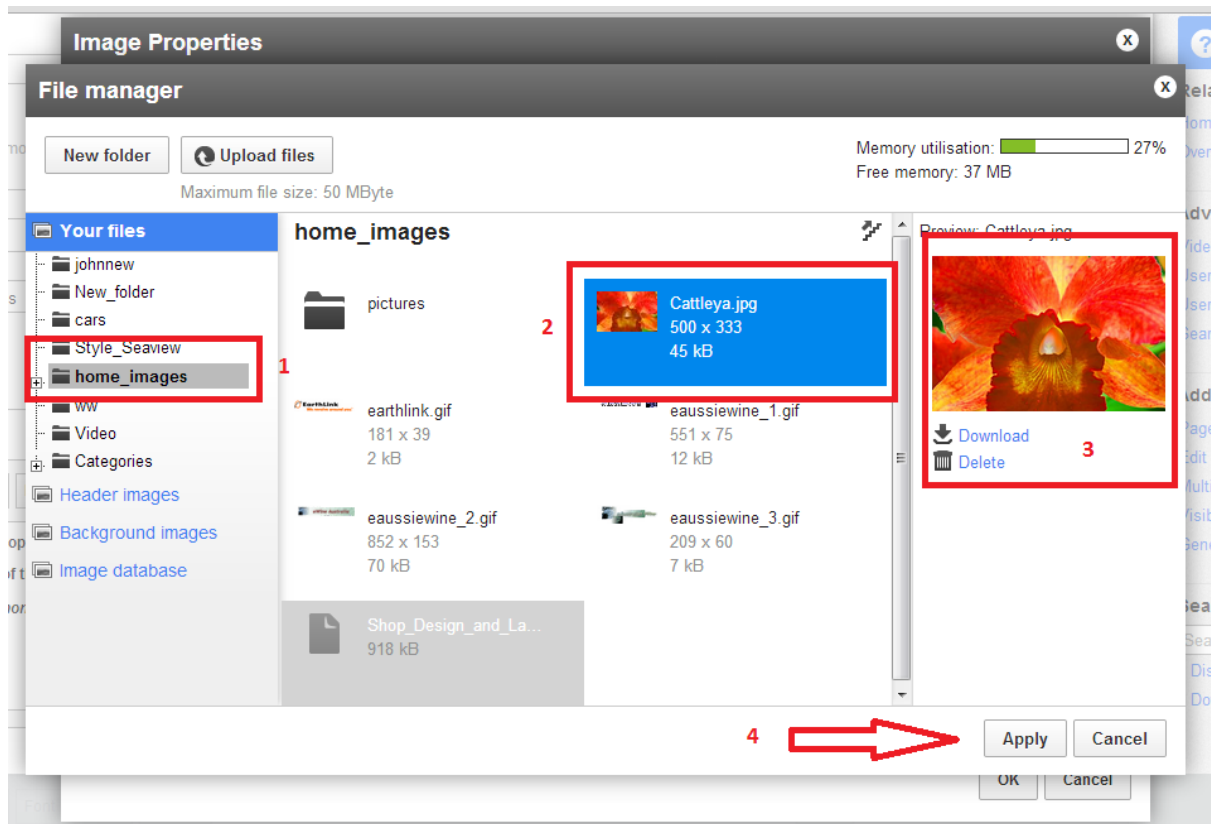 Image Properties
x
?
File manager
x
New folder
Upload files
Maximum file size: 50 MByte
Memory utilisation: 27%
Free memory: 37 MB
Your files
johnnew
New_folder
cars
Style_Seaview
home_images
1
ww
Video
Categories
Header images
Background images
Image database
home_images
pictures
2
Cattleya.jpg
500 x 333
45 kB
EarthLink
earthlink.gif
181 x 39
2 kB
eaussiewine_1.gif
551 x 75
12 kB
eaussiewine_2.gif
852 x 153
70 kB
eaussiewine_3.gif
209 x 60
7 kB
Shop_Design_and_La...
918 kB
Preview: Cattleya.jpg
Download
Delete
3
4
Apply
Cancel
OK
Cancel